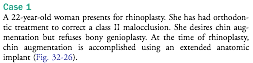 Case 1
A 22-year-old woman presents for rhinoplasty. She has had orthodon-
tic treatment to correct a class II malocclusion. She desires chin aug-
mentation but refuses bony genioplasty. At the time of rhinoplasty,
chin augmentation is accomplished using an extended anatomic
implant (Fig. 32-26).